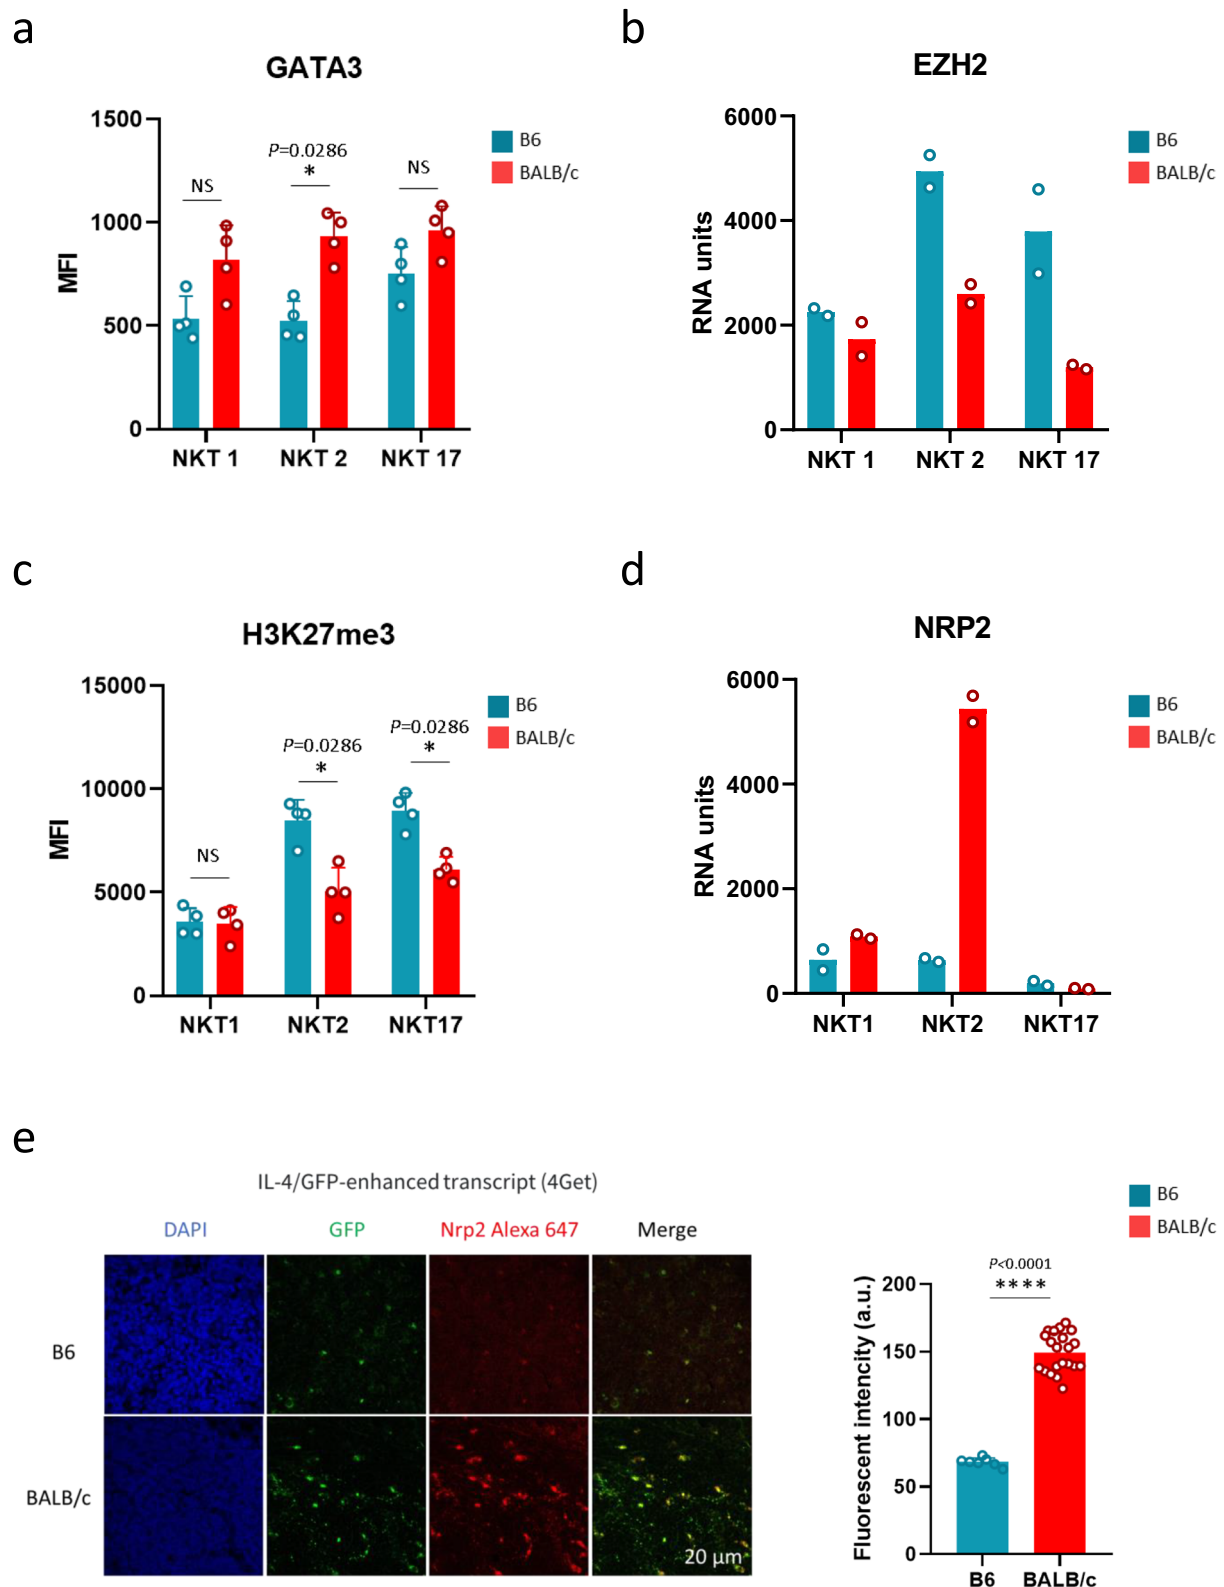 a
GATA3
1500
1000
500
0
MFI
NS
P=0.0286
*
NS
B6
BALB/c
NKT 1
NKT 2
NKT 17
b
EZH2
6000
4000
2000
0
RNA units
B6
BALB/c
NKT 1
NKT 2
NKT 17
c
H3K27me3
15000
10000
5000
0
MFI
NS
P=0.0286
*
P=0.0286
*
B6
BALB/c
NKT1
NKT2
NKT17
d
NRP2
6000
4000
2000
0
RNA units
B6
BALB/c
NKT1
NKT2
NKT17
e
IL-4/GFP-enhanced transcript (4Get)
DAPI
GFP
Nrp2 Alexa 647
Merge
B6
BALB/c
20 μm
B6
BALB/c
P<0.0001
****
200
150
100
50
0
Fluorescent intencity (a.u.)
B6
BALB/c